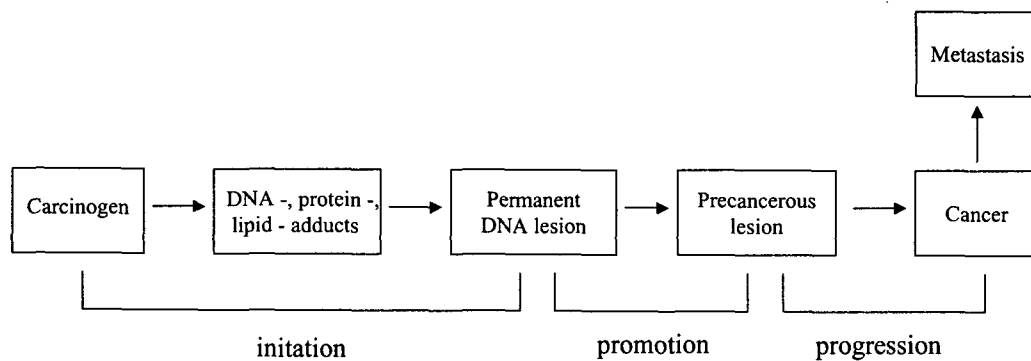 Metastasis
Carcinogen
DNA -, protein -,
lipid - adducts
Permanent
DNA lesion
Precancerous
lesion
Cancer
initation
promotion
progression